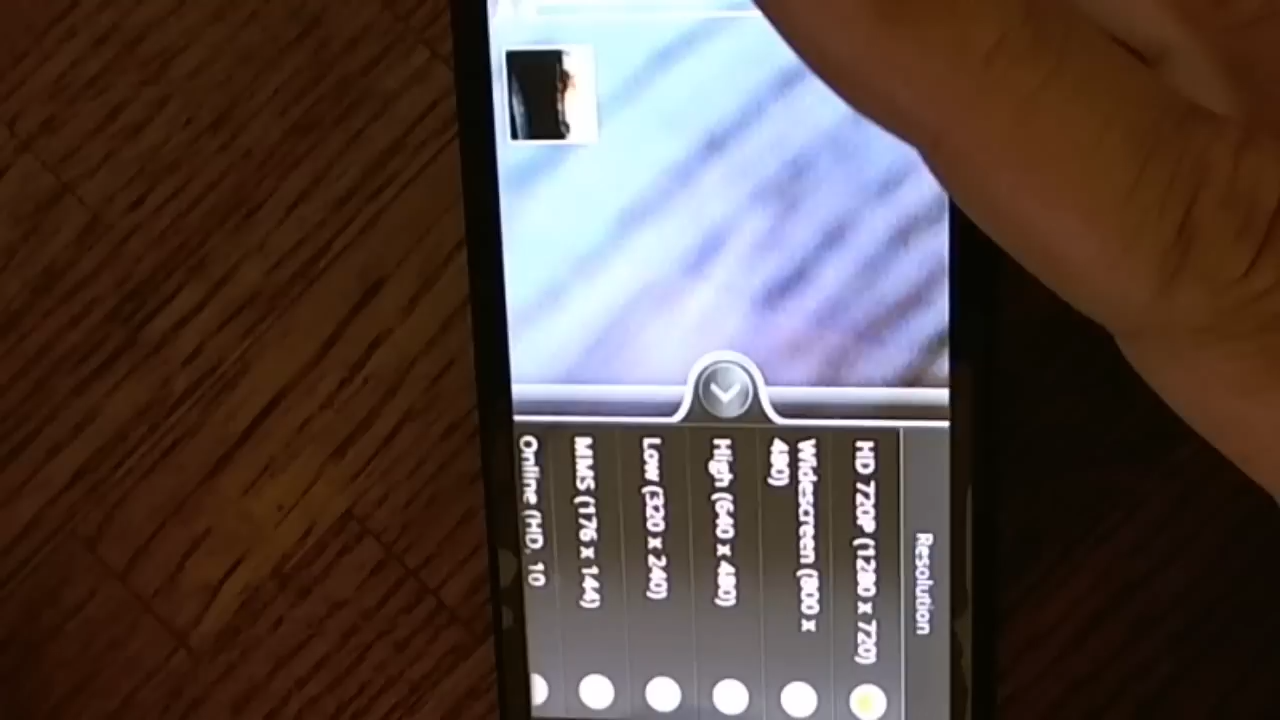 Resolution
HD 720P (1280 x 720)
Widescreen (800 x
480)
High (640 x 480)
Low (320 x 240)
MMS (176 x 144)
Online (HD, 10